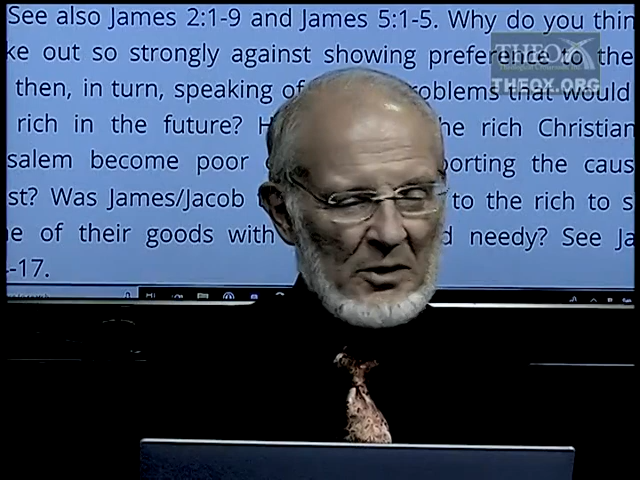 See also James 2:1-9 and James 5:1-5. Why do you thin
ke out so strongly against showing preference to the
then, in turn, speaking of roblems that would
rich in the future? H he rich Christian
salem become poor porting the caus
st? Was James/Jacob to the rich to s
e of their goods with d needy? See Ja
-17.
THEOX
THEOX.ORG